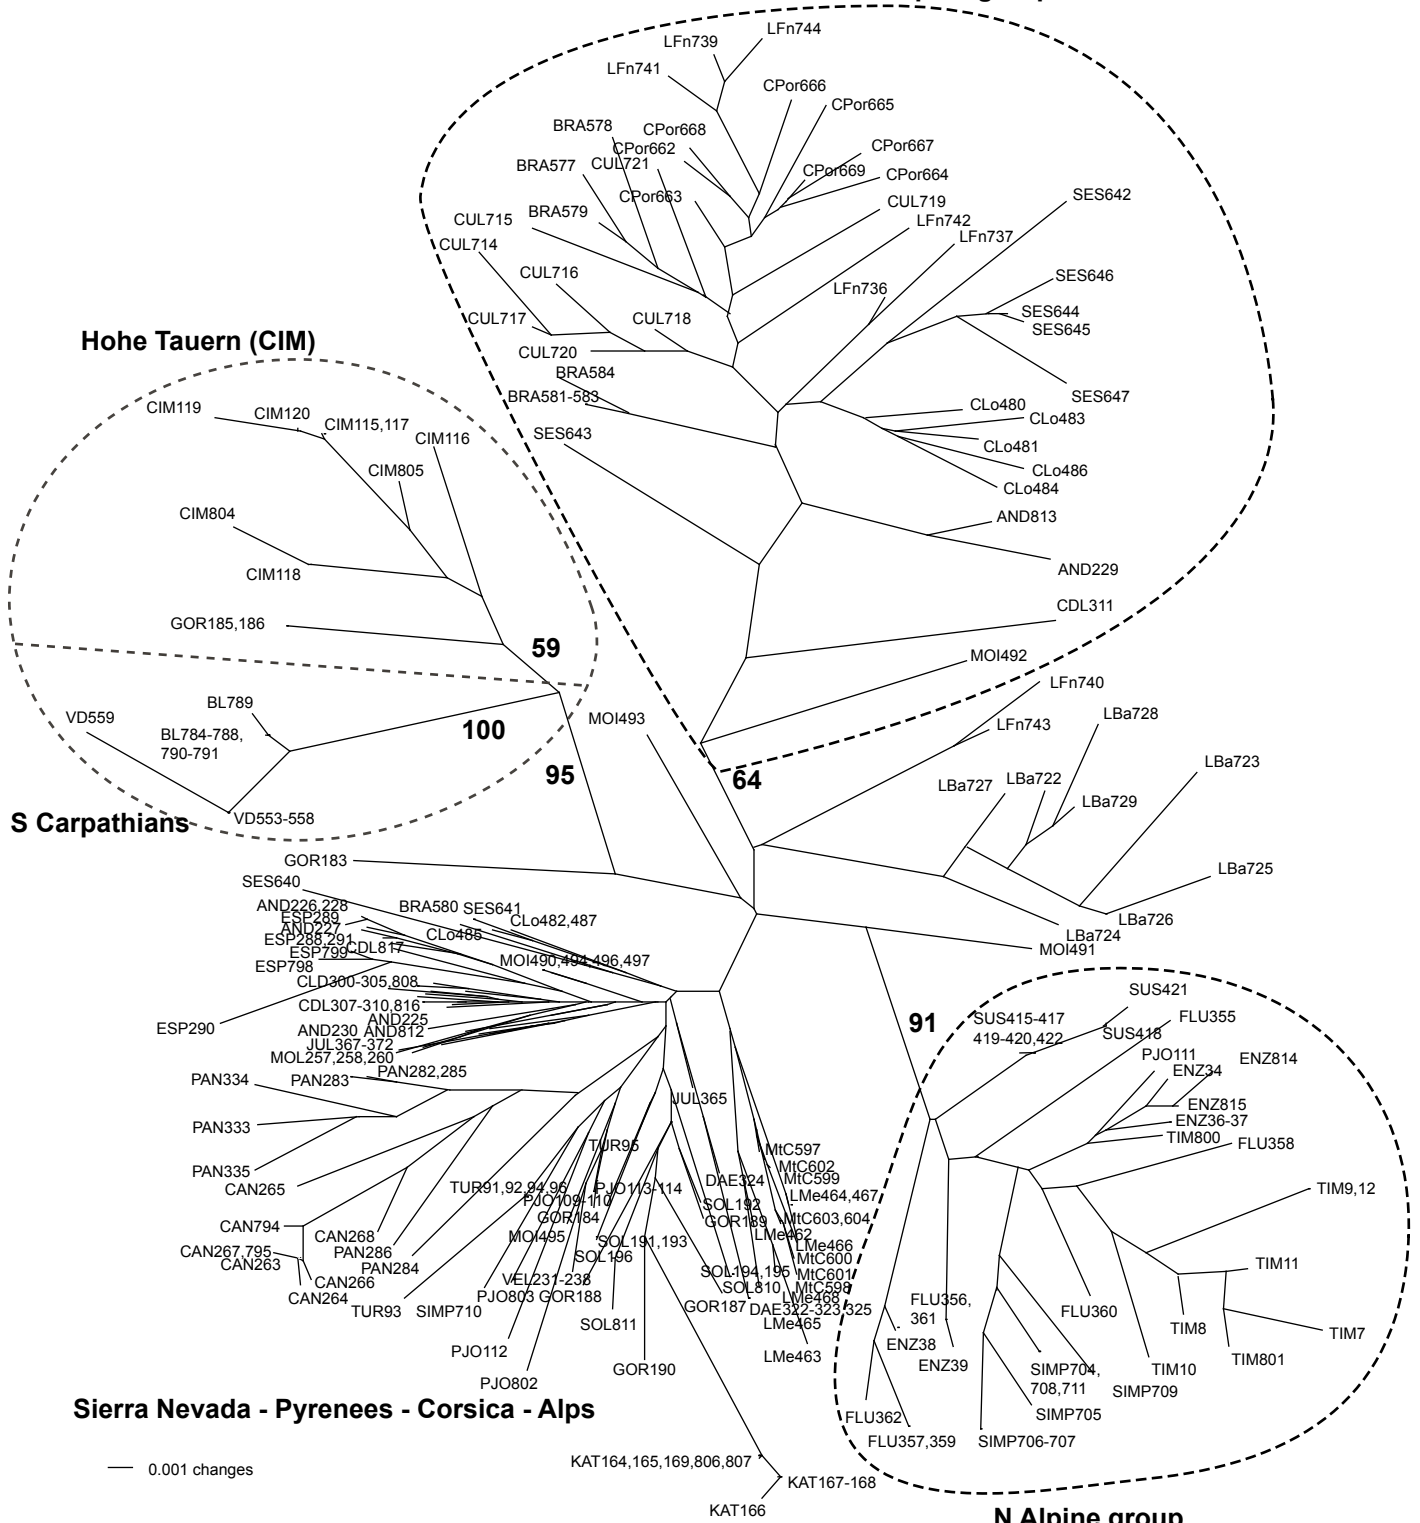 LFn744
LFn739
LFn741
CPor666
CPor665
BRA578
CPor668
CPor662
CPor667
BRA577
CUL721
CPor669
CPor664
CPor663
SES642
CUL719
BRA579
CUL715
LFn742
LFn737
CUL714
CUL716
SES646
LFn736
SES644
CUL717
CUL718
SES645
Hohe Tauern (CIM)
CUL720
BRA584
BRA581-583
SES647
CIM119
CIM120
CLo480
CLo483
CIM115,117
CIM116
SES643
CLo481
CIM805
CLo486
CLo484
CIM804
AND813
CIM118
AND229
CDL311
GOR185,186
59
MOI492
LFn740
BL789
VD559
MOI493
LBa728
LFn743
BL784-788,
790-791
100
95
64
LBa723
LBa727
LBa722
LBa729
S Carpathians
VD553-558
GOR183
LBa725
SES640
AND226,228
BRA580
SES641
ESP289
CLo482,487
LBa726
AND227
CLo485
LBa724
ESP288,291
CDL817
MOI491
ESP799
MOI490,494,496,497
ESP798
CLD300-305,808
SUS421
CDL307-310,816
AND225
91
SUS415-417
419-420,422
FLU355
ESP290
AND230
AND812
SUS418
JUL367-372
MOL257,258,260
PJO111
ENZ814
PAN282,285
ENZ34
PAN334
PAN283
JUL365
ENZ815
ENZ36-37
PAN333
TIM800
FLU358
TUR95
MtC597
MtC602
PAN335
MtC599
DAE324
CAN265
TUR91,92,94,96
PJO113-114
TIM9,12
LMe464,467
PJO109-110
SOL192
GOR184
GOR189
MtC603,604
CAN794
CAN268
MOI495
LMe462
SOL191,193
LMe466
CAN267,795
PAN286
SOL196
MtC600
CAN263
PAN284
TIM11
SOL194,195
MtC601
CAN266
VEL231-238
SOL810
MtC598
CAN264
PJO803
GOR188
LMe468
FLU356,
361
TUR93
SIMP710
GOR187
DAE322-323,325
FLU360
SOL811
LMe465
TIM8
TIM7
ENZ38
PJO112
LMe463
ENZ39
TIM801
GOR190
SIMP704,
708,711
TIM10
PJO802
SIMP709
Sierra Nevada - Pyrenees - Corsica - Alps
FLU362
SIMP705
FLU357,359
SIMP706-707
KAT164,165,169,806,807
0.001 changes
KAT167-168
KAT166
N Alpine group